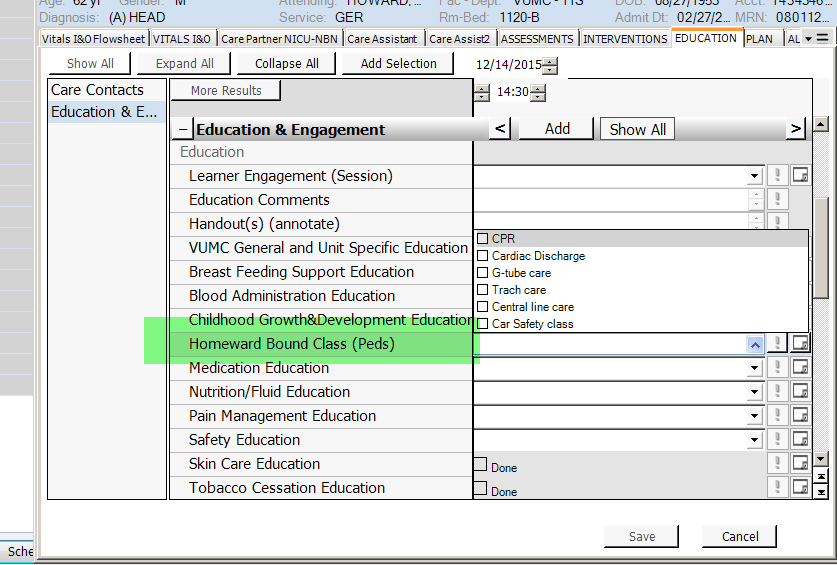 Age: 62 yr Gender: M Attending: HOWARD, ... Fac - Dept: VUMC - TTS DOB: 08/27/1953 Acct: 1434346
Diagnosis: (A) HEAD Service: GER Rm-Bed: 1120-B Admit Dt: 02/27/2... MRN: 080112
Vitals I&O Flowsheet VITALS I&O Care Partner NICU-NBN Care Assistant Care Assist2 ASSESSMENTS INTERVENTIONS EDUCATION PLAN AL
Show All Expand All Collapse All Add Selection 12/14/2015
Care Contacts More Results 14:30
Education & E...
– Education & Engagement < Add Show All >
Education
Learner Engagement (Session)
Education Comments
Handout(s) (annotate)
VUMC General and Unit Specific Education
Breast Feeding Support Education
Blood Administration Education
Childhood Growth&Development Education
Homeward Bound Class (Peds)
Medication Education
Nutrition/Fluid Education
Pain Management Education
Safety Education
Skin Care Education
Tobacco Cessation Education
CPR
Cardiac Discharge
G-tube care
Trach care
Central line care
Car Safety class
Done
Done
Save Cancel
Sche